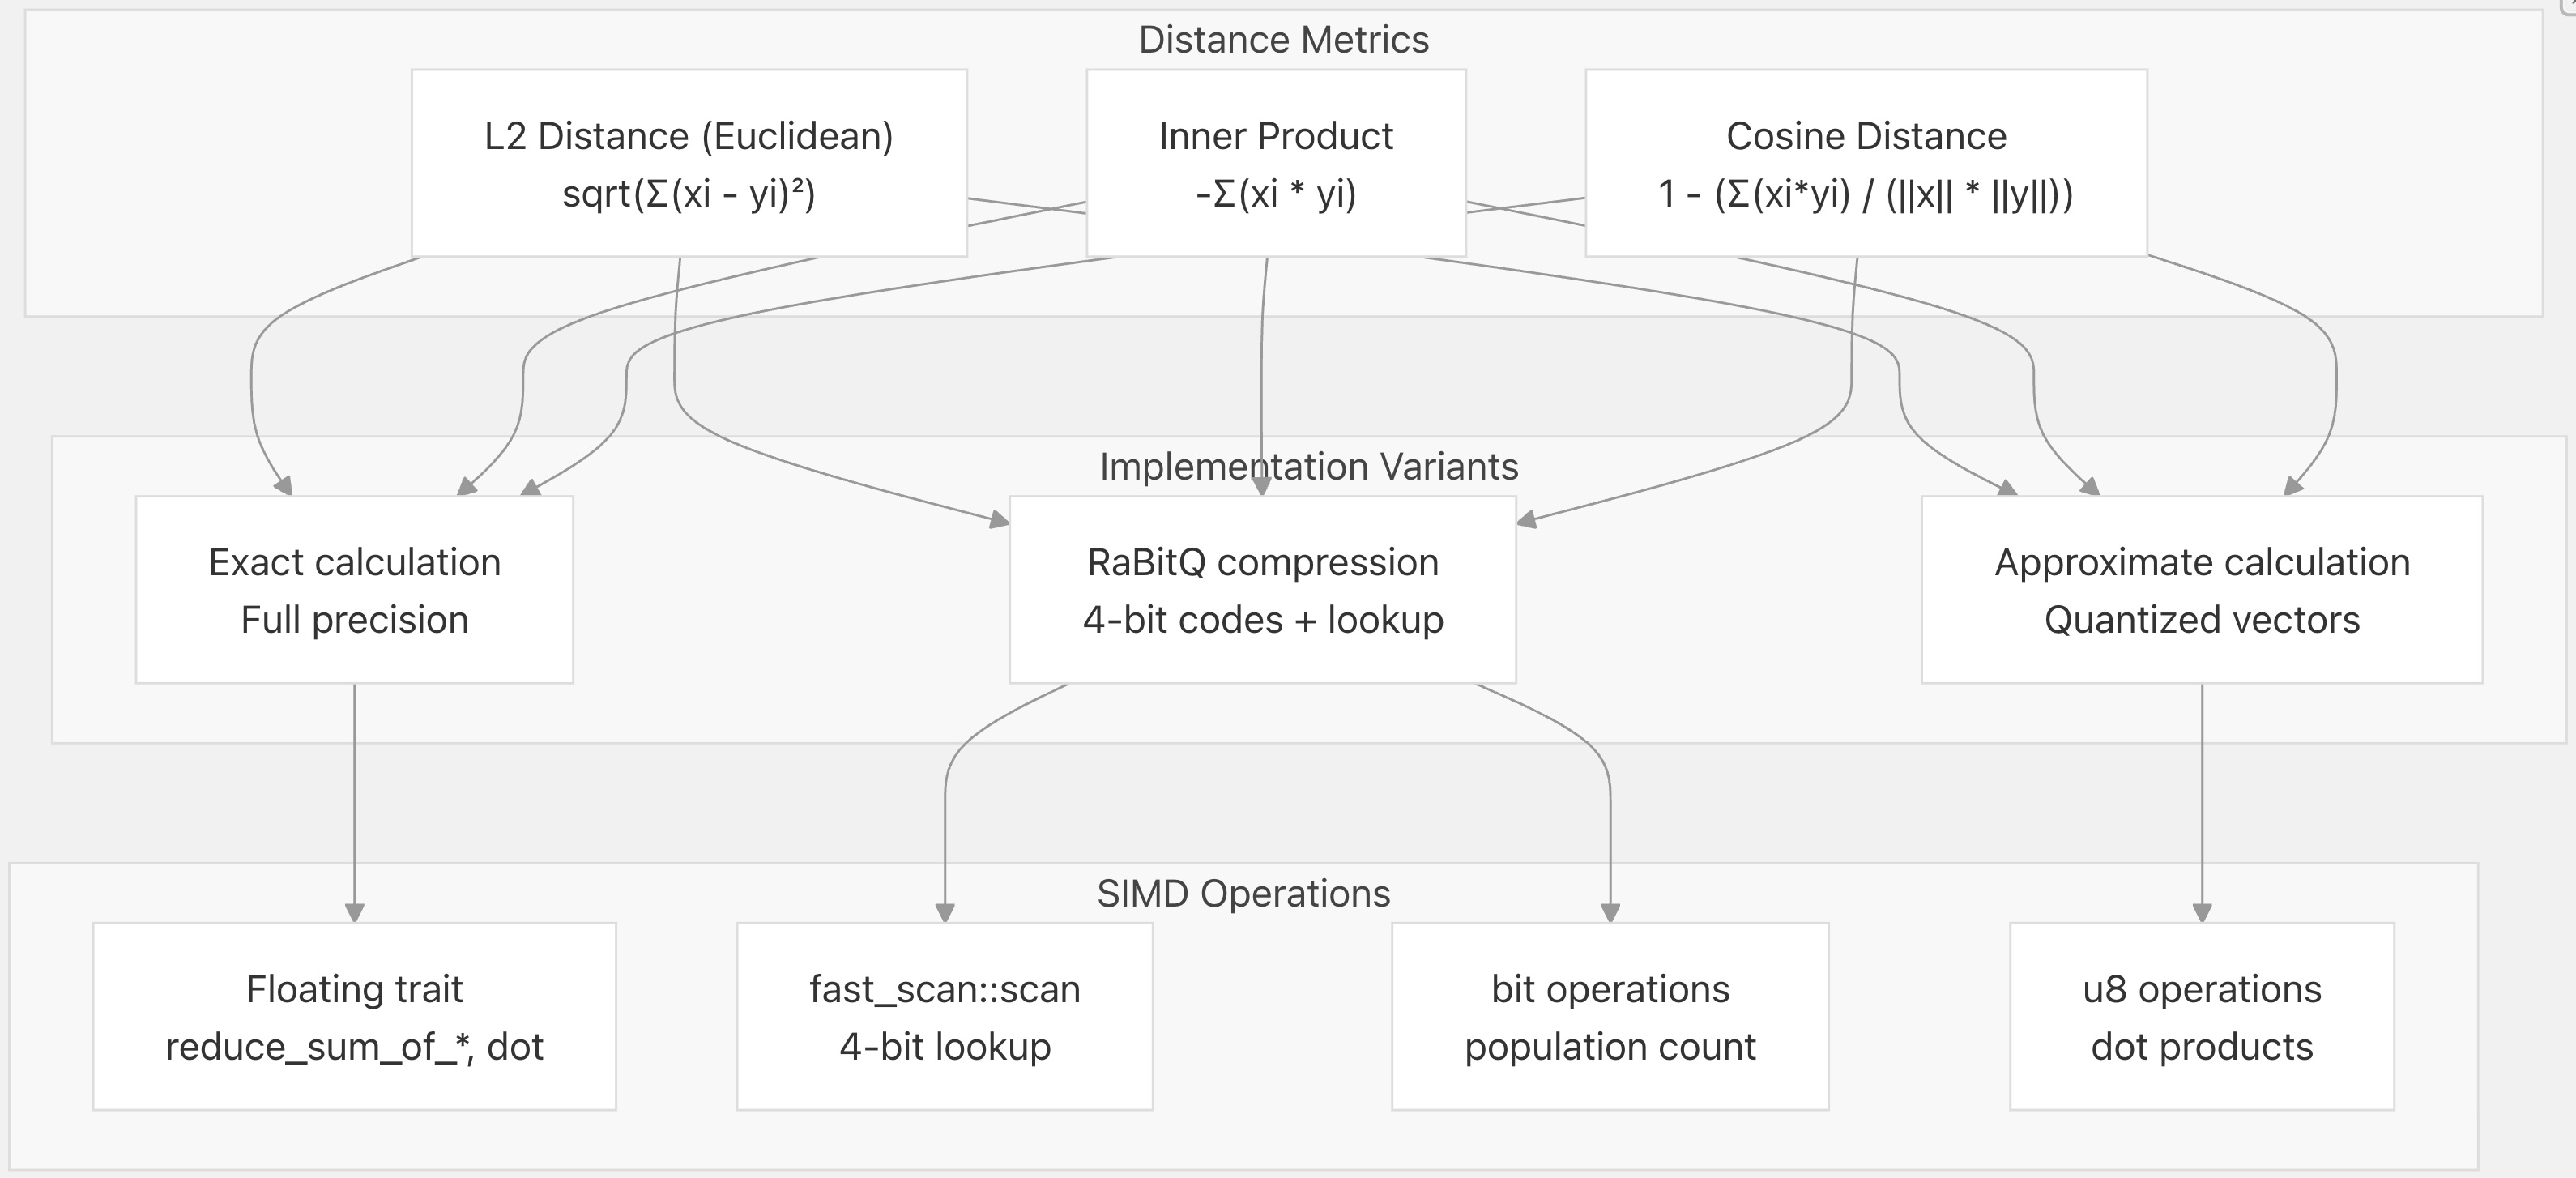 Distance Metrics
L2 Distance (Euclidean)
sqrt(Σ(xi - yi)²)
Inner Product
-Σ(xi * yi)
Cosine Distance
1 - (Σ(xi*yi) / (||x|| * ||y||))
Implementation Variants
Exact calculation
Full precision
RaBitQ compression
4-bit codes + lookup
Approximate calculation
Quantized vectors
SIMD Operations
Floating trait
reduce_sum_of_*, dot
fast_scan::scan
4-bit lookup
bit operations
population count
u8 operations
dot products